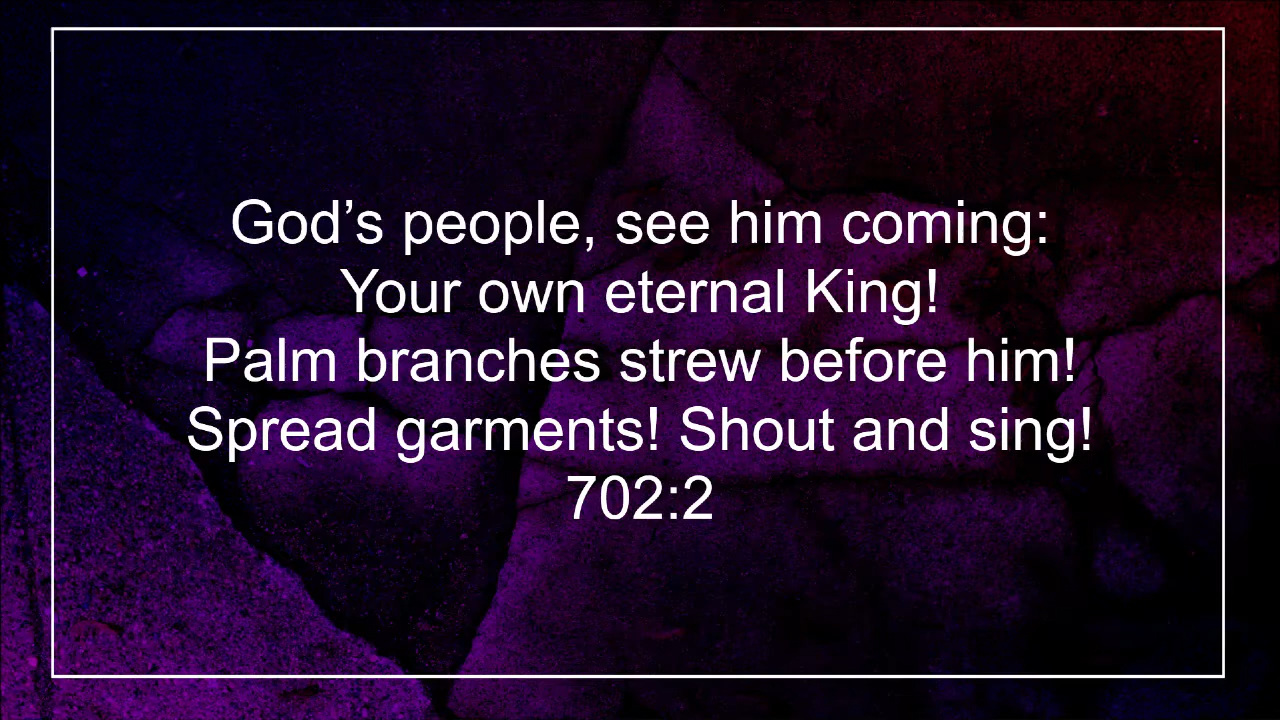 God’s people, see him coming:
Your own eternal King!
Palm branches strew before him!
Spread garments! Shout and sing!
702:2